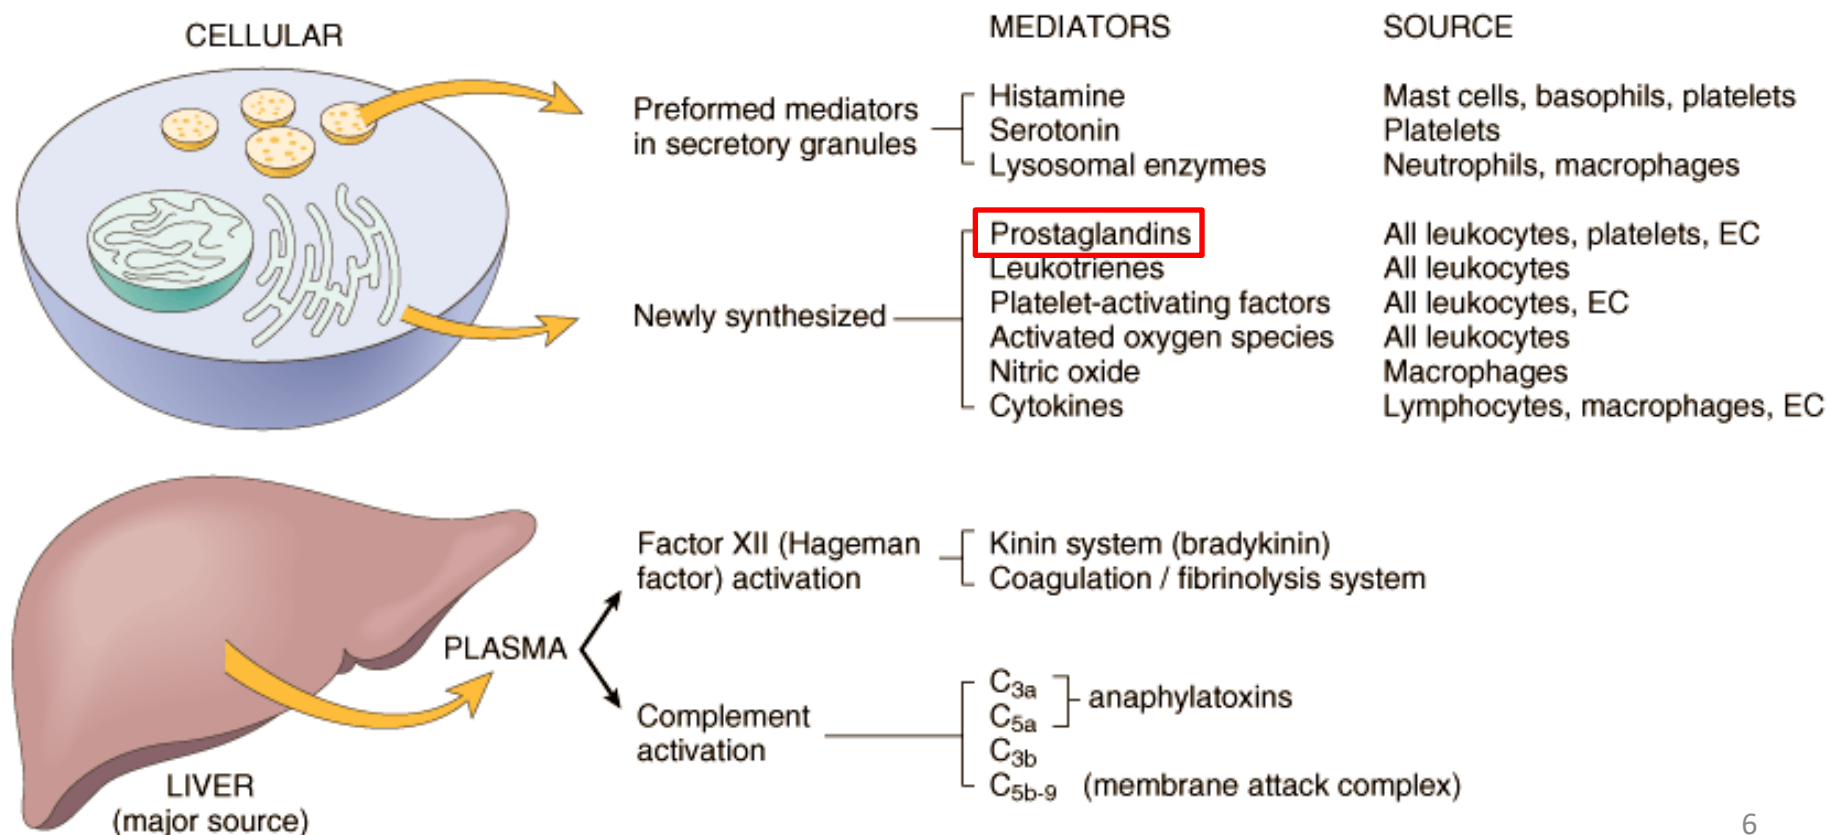 CELLULAR
MEDIATORS
SOURCE
Preformed mediators
in secretory granules
Histamine
Mast cells, basophils, platelets
Serotonin
Platelets
Lysosomal enzymes
Neutrophils, macrophages
Newly synthesized
Prostaglandins
All leukocytes, platelets, EC
Leukotrienes
All leukocytes
Platelet-activating factors
All leukocytes, EC
Activated oxygen species
All leukocytes
Nitric oxide
Macrophages
Cytokines
Lymphocytes, macrophages, EC
LIVER
(major source)
PLASMA
Factor XII (Hageman
factor) activation
Kinin system (bradykinin)
Coagulation / fibrinolysis system
Complement
activation
C3a
C5a
anaphylatoxins
C3b
C5b-9 (membrane attack complex)
6